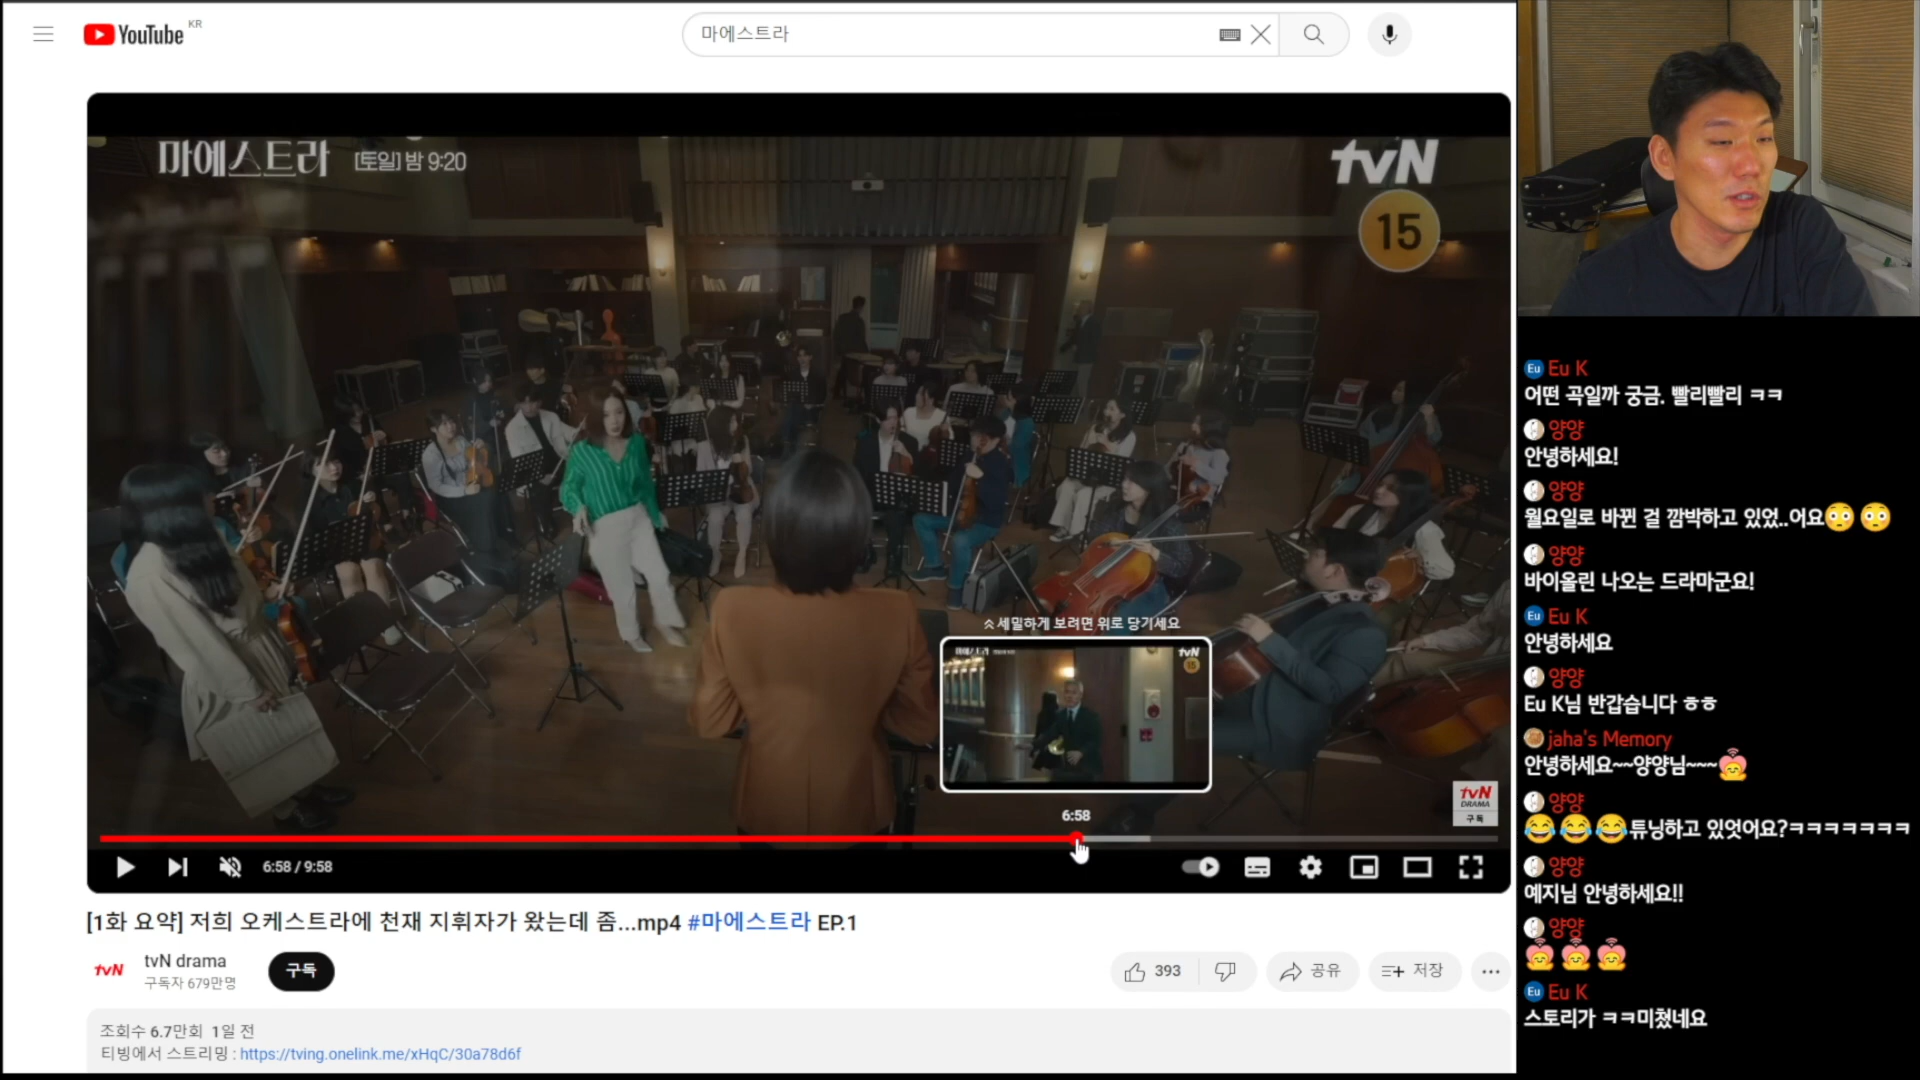 YouTube KR
마에스트라
마에스트라 [토일] 밤 9:20
tvN
15
세밀하게 보려면 위로 당기세요
tvN
15
6:58
tvN
DRAMA
구독
6:58 / 9:58
[1화 요약] 저희 오케스트라에 천재 지휘자가 왔는데 좀...mp4 #마에스트라 EP.1
tvN
tvN drama
구독자 679만명
구독
393
공유
저장
조회수 6.7만회 1일 전
티빙에서 스트리밍 : https://tving.onelink.me/xHqC/30a78d6f
Eu Eu K
어떤 곡일까 궁금. 빨리빨리 ㅋㅋ
양양
안녕하세요!
양양
월요일로 바뀐 걸 깜박하고 있었..어요😳😳
양양
바이올린 나오는 드라마군요!
Eu Eu K
안녕하세요
양양
Eu K님 반갑습니다 ㅎㅎ
jaha's Memory
안녕하세요~~양양님~~~
양양
😂😂😂튜닝하고 있엇어요?ㅋㅋㅋㅋㅋㅋㅋ
양양
예지님 안녕하세요!!
양양
Eu Eu K
스토리가 ㅋㅋ미쳤네요